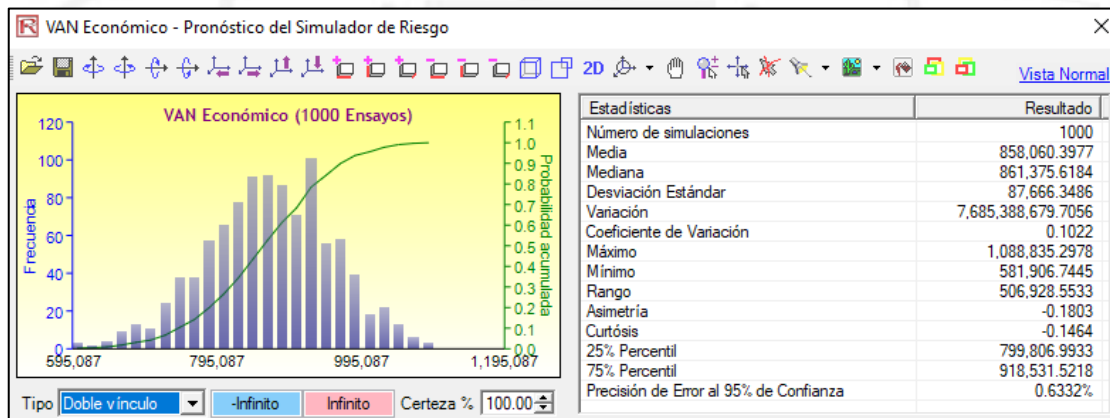 VAN Económico - Pronóstico del Simulador de Riesgo
2D
Vista Normal
VAN Económico (1000 Ensayos)
120
100
80
60
40
20
0
Frecuencia
1.1
1.0
0.9
0.8
0.7
0.6
0.5
0.4
0.3
0.2
0.1
0.0
Probabilidad acumulada
595,087 795,087 995,087 1,195,087
Tipo Doble vínculo -Infinito Infinito Certeza % 100.00
Estadísticas Resultado
Número de simulaciones 1000
Media 858,060.3977
Mediana 861,375.6184
Desviación Estándar 87,666.3486
Variación 7,685,388,679.7056
Coeficiente de Variación 0.1022
Máximo 1,088,835.2978
Mínimo 581,906.7445
Rango 506,928.5533
Asimetría -0.1803
Curtósis -0.1464
25% Percentil 799,806.9933
75% Percentil 918,531.5218
Precisión de Error al 95% de Confianza 0.6332%